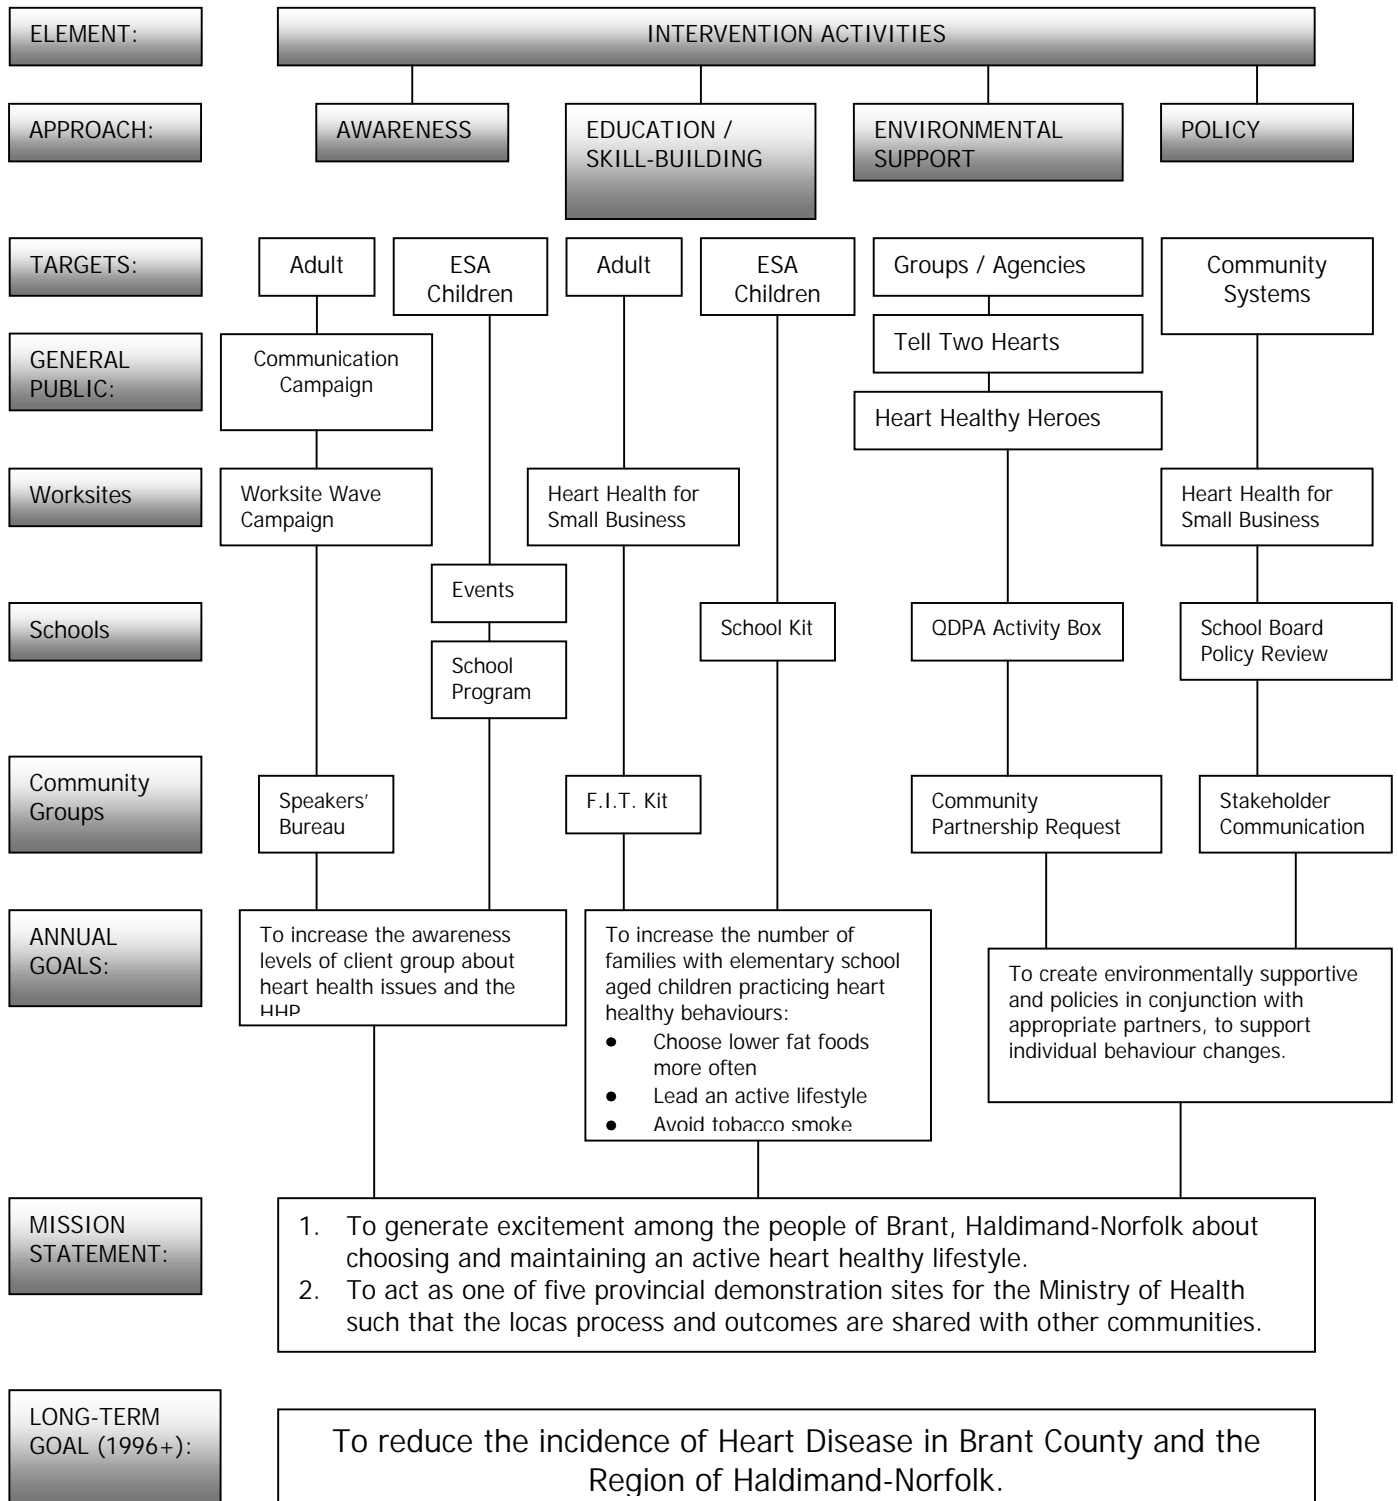 ELEMENT:
INTERVENTION ACTIVITIES
APPROACH:
AWARENESS
EDUCATION /
SKILL-BUILDING
ENVIRONMENTAL
SUPPORT
POLICY
TARGETS:
Adult
ESA
Children
Adult
ESA
Children
Groups / Agencies
Community
Systems
GENERAL
PUBLIC:
Communication
Campaign
Tell Two Hearts
Heart Healthy Heroes
Worksites
Worksite Wave
Campaign
Heart Health for
Small Business
Heart Health for
Small Business
Schools
Events
School
Program
School Kit
QDPA Activity Box
School Board
Policy Review
Community
Groups
Speakers'
Bureau
F.I.T. Kit
Community
Partnership Request
Stakeholder
Communication
ANNUAL
GOALS:
To increase the awareness
levels of client group about
heart health issues and the
HHP
To increase the number of
families with elementary school
aged children practicing heart
healthy behaviours:
● Choose lower fat foods
more often
● Lead an active lifestyle
● Avoid tobacco smoke
To create environmentally supportive
and policies in conjunction with
appropriate partners, to support
individual behaviour changes.
MISSION
STATEMENT:
1. To generate excitement among the people of Brant, Haldimand-Norfolk about
choosing and maintaining an active heart healthy lifestyle.
2. To act as one of five provincial demonstration sites for the Ministry of Health
such that the locas process and outcomes are shared with other communities.
LONG-TERM
GOAL (1996+):
To reduce the incidence of Heart Disease in Brant County and the
Region of Haldimand-Norfolk.